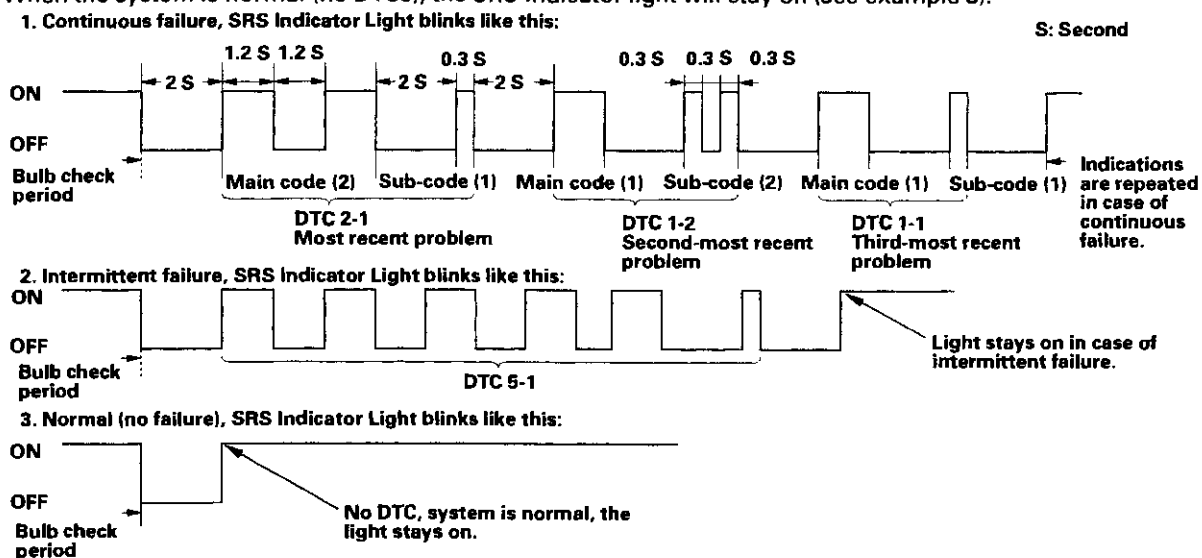 When the system is normal (no DTCs), the SRS indicator light will stay on (see example 3).
1. Continuous failure, SRS Indicator Light blinks like this:
S: Second
1.2 S 1.2 S 0.3 S 0.3 S 0.3 S 0.3 S
2 S 2 S 2 S
ON
OFF
Bulb check
period
Main code (2) Sub-code (1) Main code (1) Sub-code (2) Main code (1) Sub-code (1)
Indications
are repeated
in case of
continuous
failure.
DTC 2-1
Most recent problem
DTC 1-2
Second-most recent
problem
DTC 1-1
Third-most recent
problem
2. Intermittent failure, SRS Indicator Light blinks like this:
ON
OFF
Bulb check
period
DTC 5-1
Light stays on in case of
intermittent failure.
3. Normal (no failure), SRS Indicator Light blinks like this:
ON
OFF
Bulb check
period
No DTC, system is normal, the
light stays on.